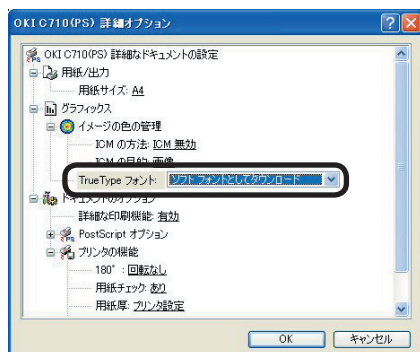 OKI C710(PS) 詳細オプション
OKI C710(PS) 詳細なドキュメントの設定
用紙/出力
用紙サイズ: A4
グラフィックス
イメージの色の管理
ICM の方法: ICM 無効
ICM の目的: 画像
TrueType フォント: ソフト フォントとしてダウンロード
ドキュメントのオプション
詳細な印刷機能: 有効
PostScript オプション
プリンタの機能
180° : 回転なし
用紙チェック: あり
用紙厚: プリンタ設定
OK
キャンセル